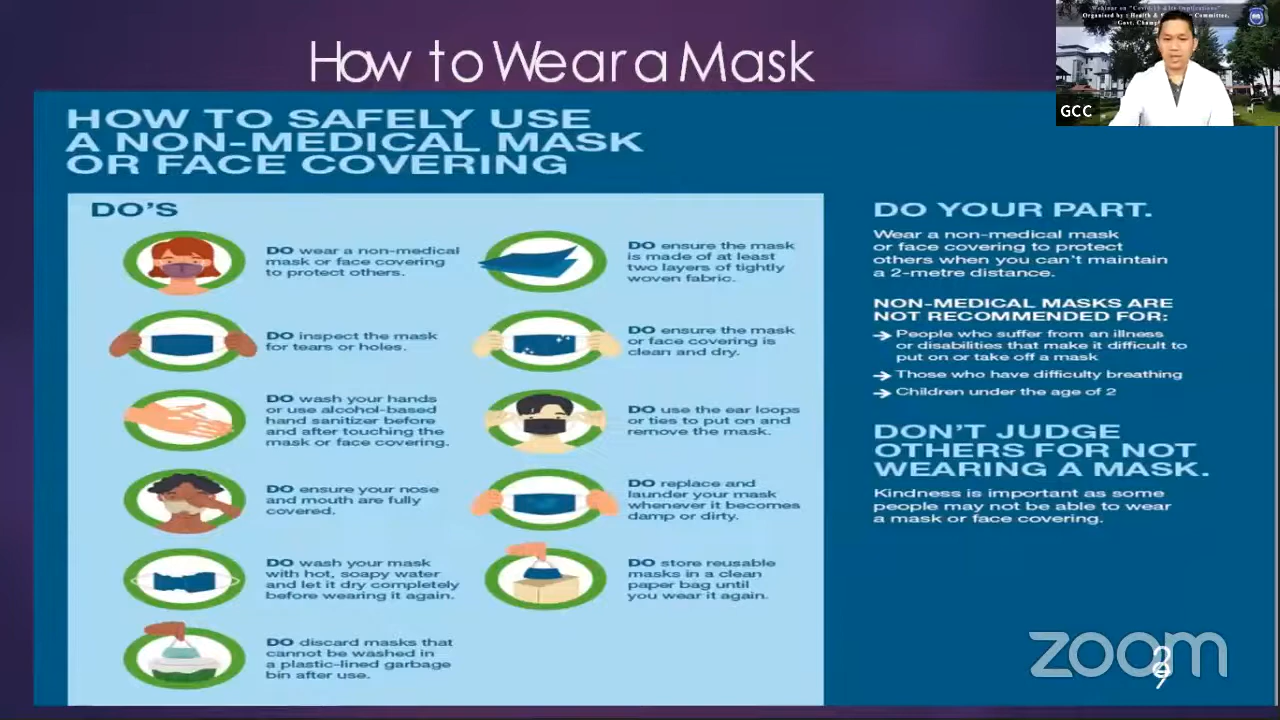 How to Wear a Mask
Webinar on "Covid-19 & its Implications"
GCC
HOW TO SAFELY USE
A NON-MEDICAL MASK
OR FACE COVERING
DO'S
DO wear a non-medical
mask or face covering
to protect others.
DO inspect the mask
for tears or holes.
DO wash your hands
or use alcohol-based
hand sanitizer before
and after touching the
mask or face covering.
DO ensure your nose
and mouth are fully
covered.
DO wash your mask
with hot, soapy water
and let it dry completely
before wearing it again.
DO discard masks that
cannot be washed in
a plastic-lined garbage
bin after use.
DO ensure the mask
is made of at least
two layers of tightly
woven fabric.
DO ensure the mask
or face covering is
clean and dry.
DO use the ear loops
or ties to put on and
remove the mask.
DO replace and
launder your mask
whenever it becomes
damp or dirty.
DO store reusable
masks in a clean
paper bag until
you wear it again.
DO YOUR PART.
Wear a non-medical mask
or face covering to protect
others when you can't maintain
a 2-metre distance.
NON-MEDICAL MASKS ARE
NOT RECOMMENDED FOR:
→ People who suffer from an illness
or disabilities that make it difficult to
put on or take off a mask
→ Those who have difficulty breathing
→ Children under the age of 2
DON'T JUDGE
OTHERS FOR NOT
WEARING A MASK.
Kindness is important as some
people may not be able to wear
a mask or face covering.
zoom